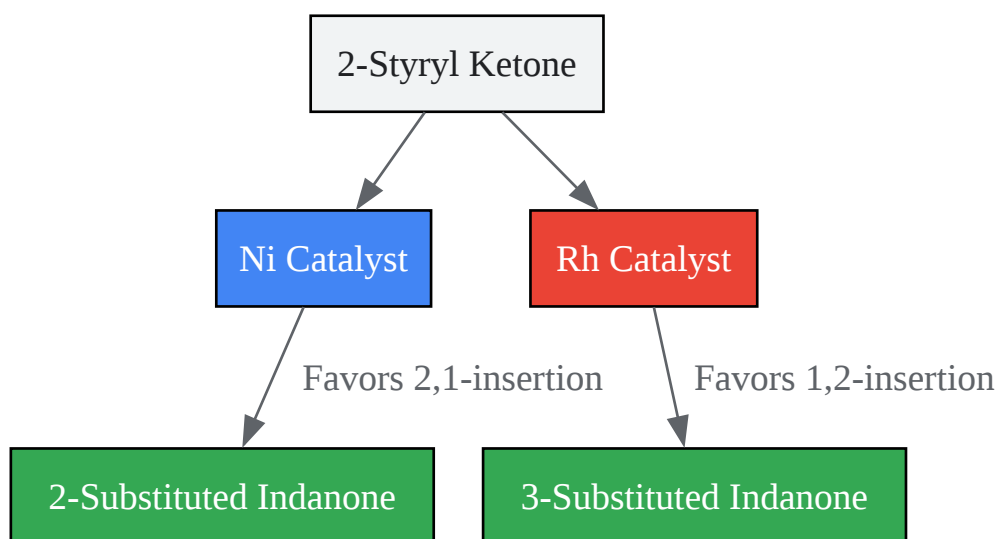 2-Styryl Ketone
Ni Catalyst
Rh Catalyst
Favors 2,1-insertion
Favors 1,2-insertion
2-Substituted Indanone
3-Substituted Indanone